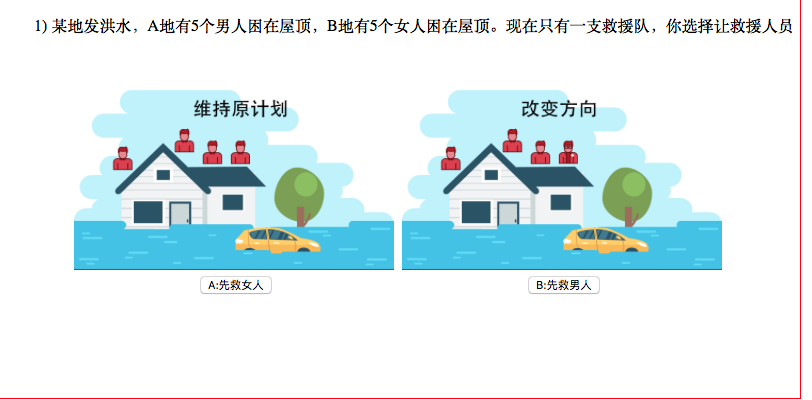 1) 某地发洪水，A地有5个男人困在屋顶，B地有5个女人困在屋顶。现在只有一支救援队，你选择让救援人员
维持原计划
改变方向
A:先救女人
B:先救男人